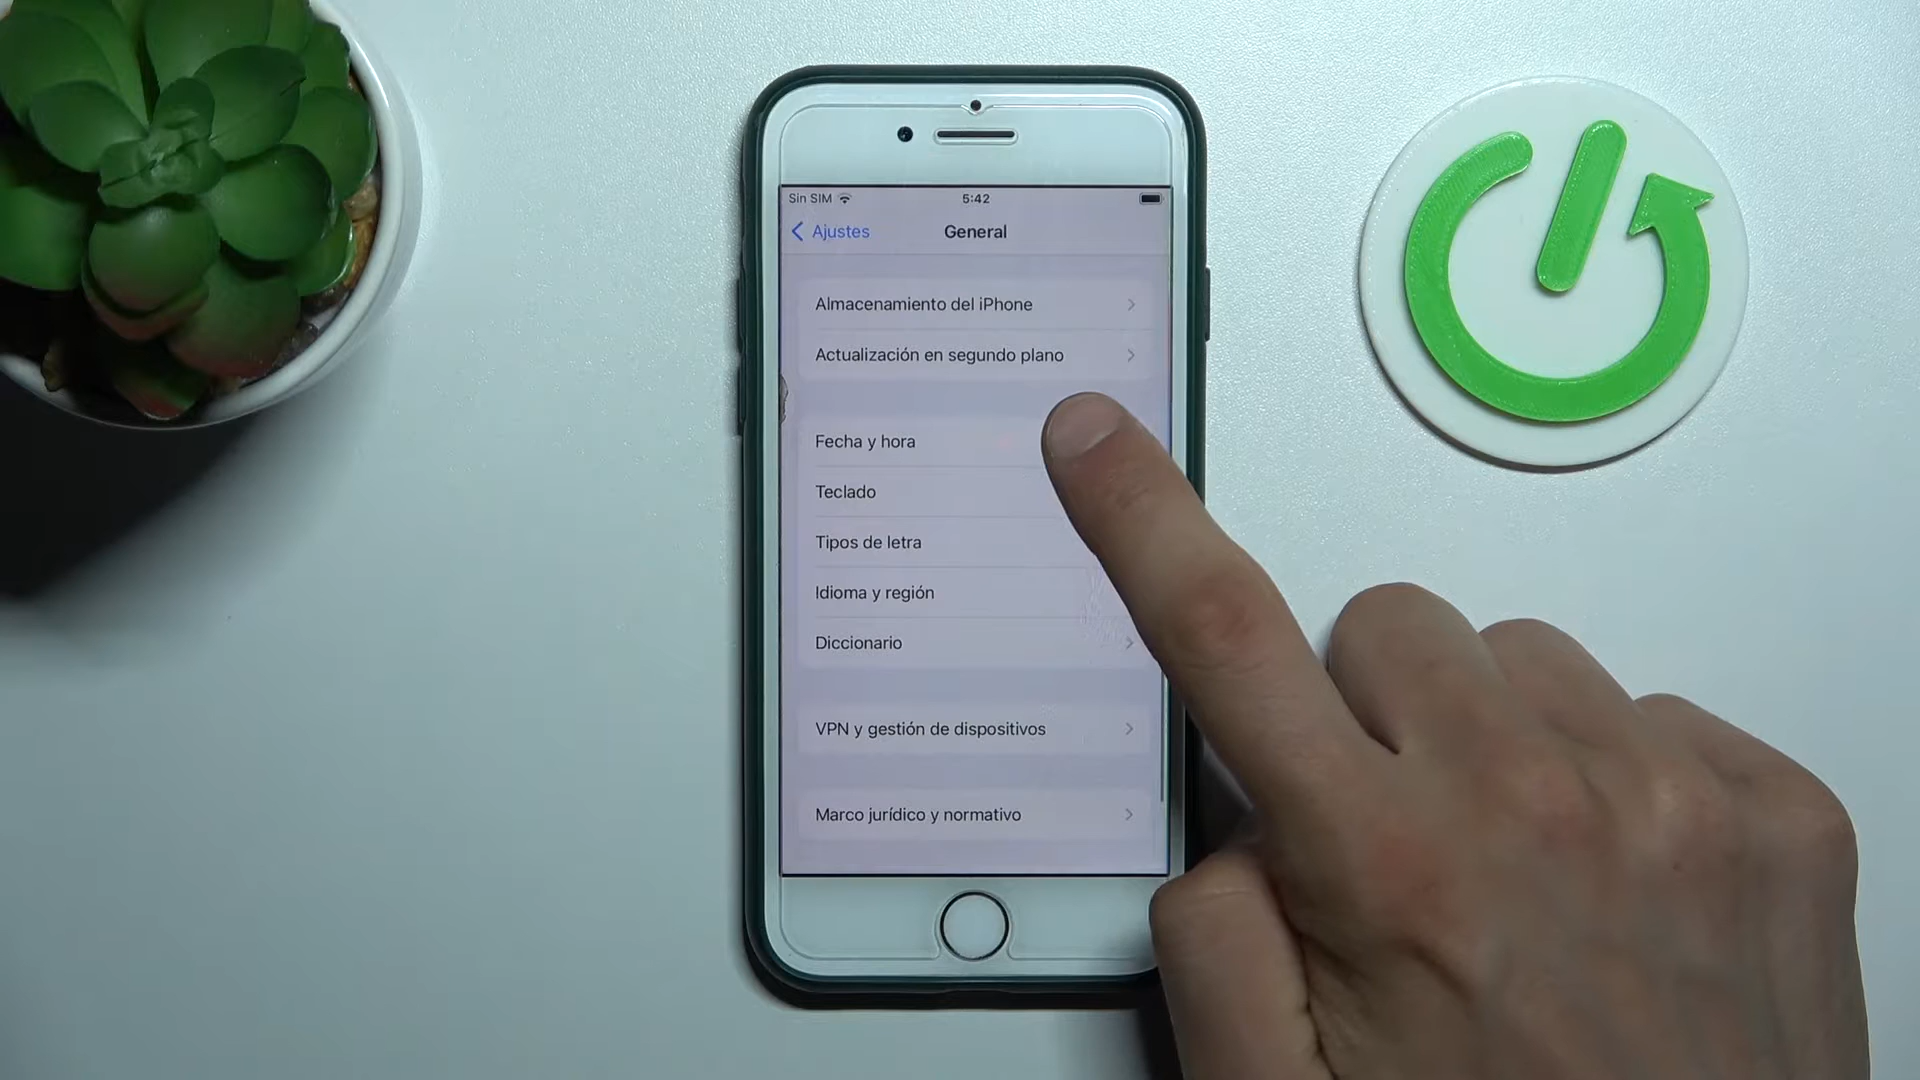 Sin SIM
5:42
Ajustes
General
Almacenamiento del iPhone
Actualización en segundo plano
Fecha y hora
Teclado
Tipos de letra
Idioma y región
Diccionario
VPN y gestión de dispositivos
Marco jurídico y normativo